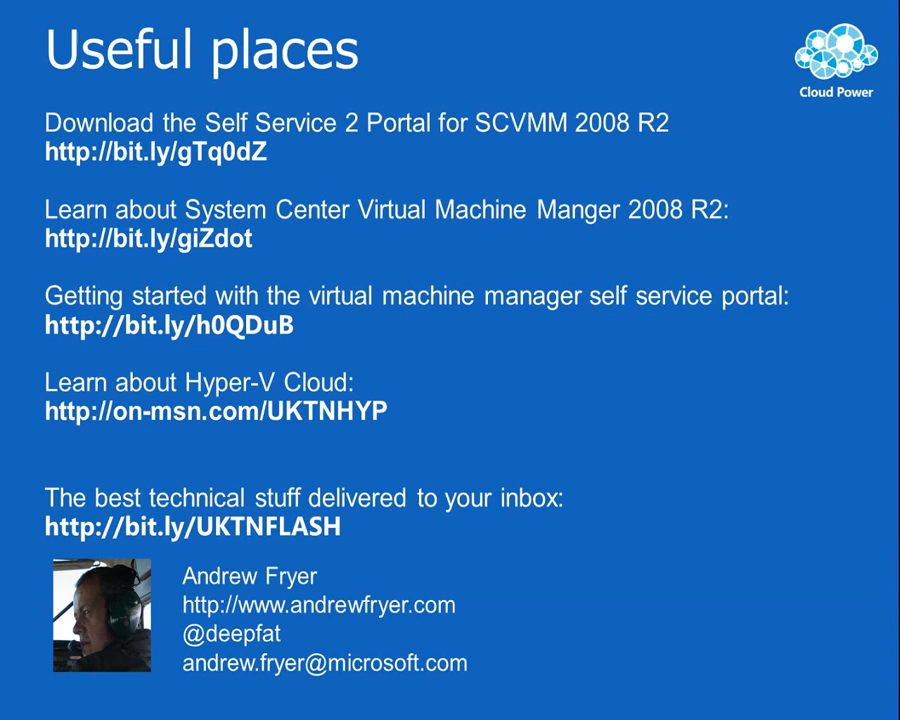 Useful places
Cloud Power
Download the Self Service 2 Portal for SCVMM 2008 R2
http://bit.ly/gTq0dZ
Learn about System Center Virtual Machine Manger 2008 R2:
http://bit.ly/giZdot
Getting started with the virtual machine manager self service portal:
http://bit.ly/h0QDuB
Learn about Hyper-V Cloud:
http://on-msn.com/UKTNHYP
The best technical stuff delivered to your inbox:
http://bit.ly/UKTNFLASH
Andrew Fryer
http://www.andrewfryer.com
@deepfat
andrew.fryer@microsoft.com